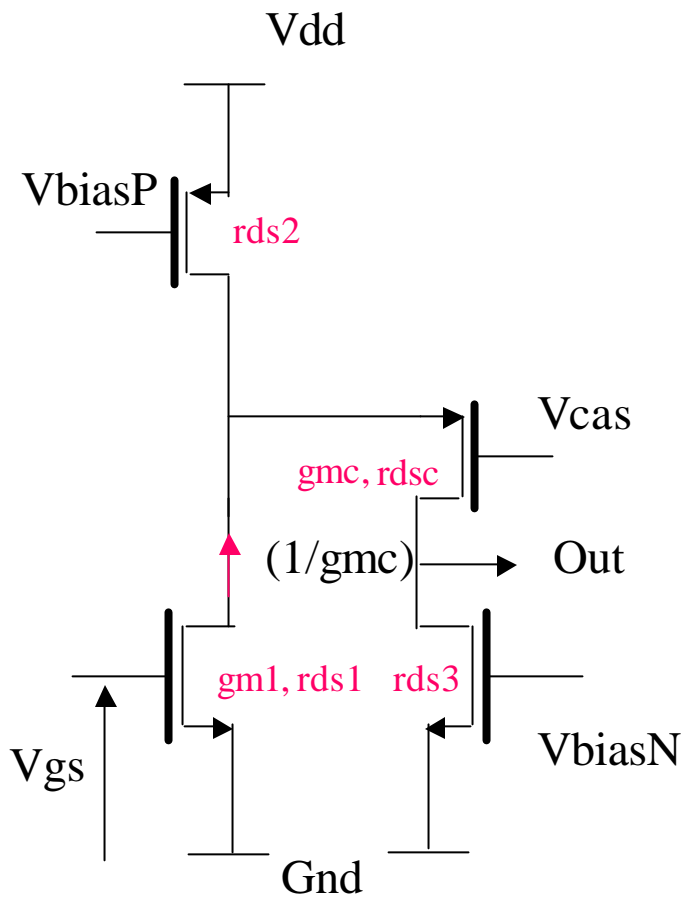 Vdd
VbiasP
rds2
Vcas
gmc, rdsc
(1/gmc)
Out
gm1, rds1
rds3
Vgs
VbiasN
Gnd